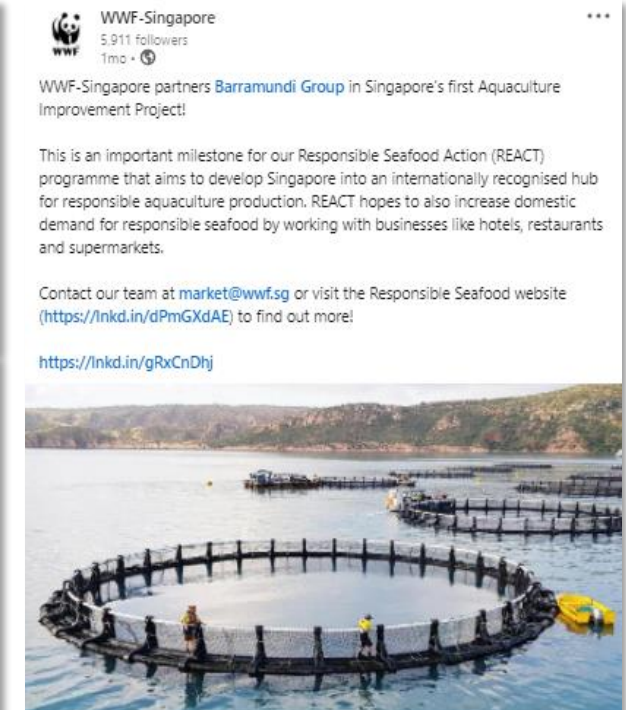 WWF
WWF-Singapore
5,911 followers
1mo •
WWF-Singapore partners Barramundi Group in Singapore's first Aquaculture
Improvement Project!
This is an important milestone for our Responsible Seafood Action (REACT)
programme that aims to develop Singapore into an internationally recognised hub
for responsible aquaculture production. REACT hopes to also increase domestic
demand for responsible seafood by working with businesses like hotels, restaurants
and supermarkets.
Contact our team at market@wwf.sg or visit the Responsible Seafood website
(https://lnkd.in/dPmGXdAE) to find out more!
https://lnkd.in/gRxCnDhj